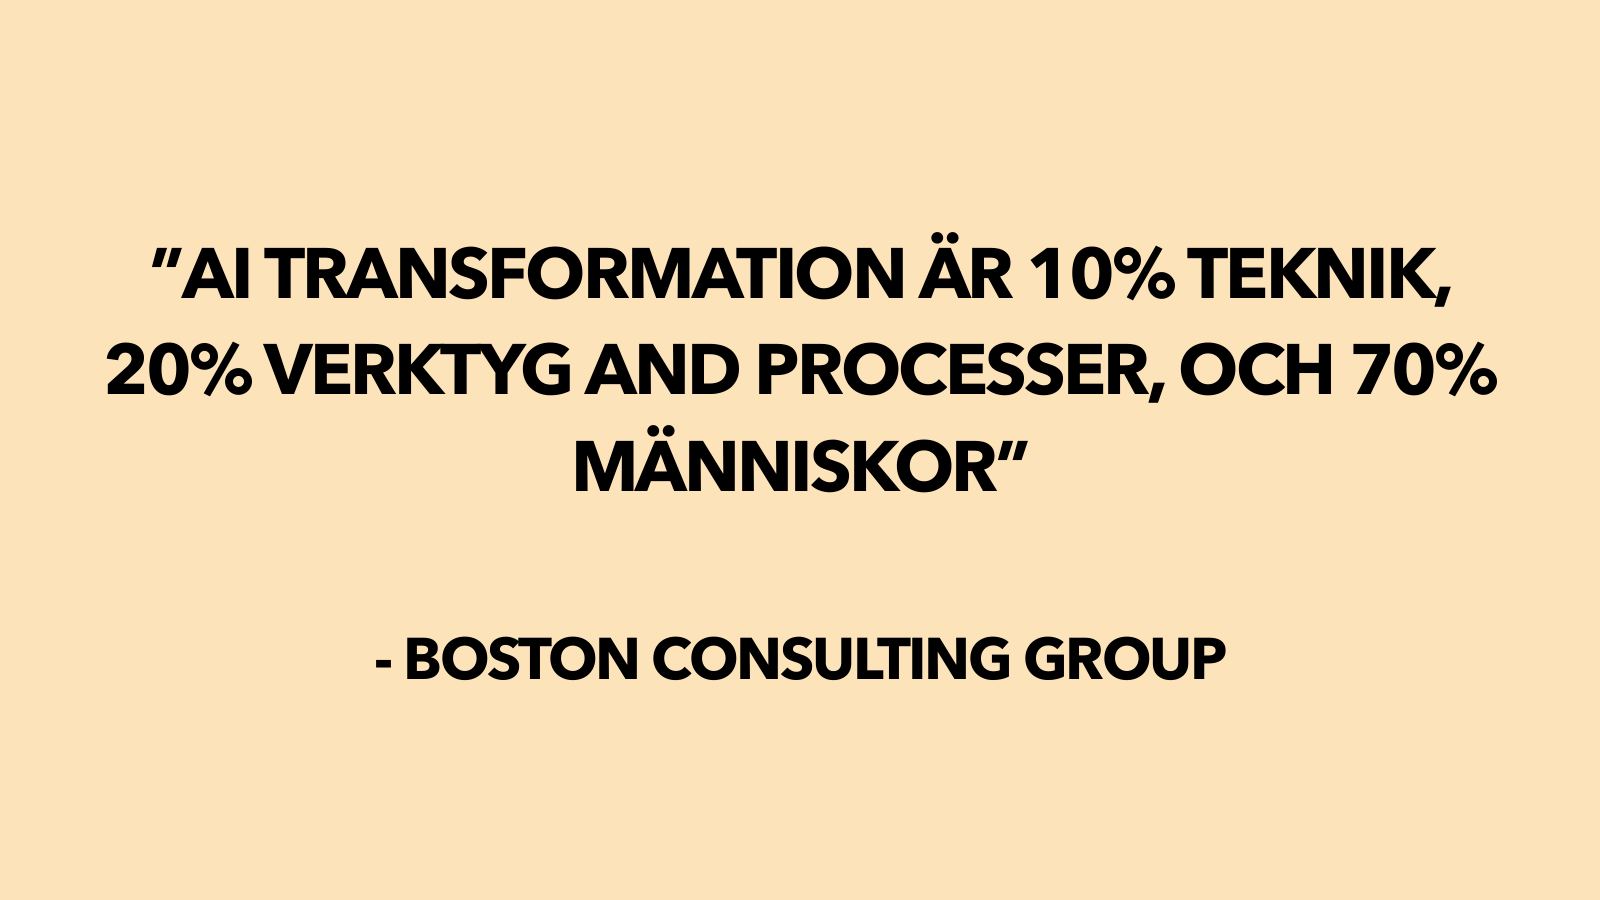 ”AI TRANSFORMATION ÄR 10% TEKNIK,
20% VERKTYG AND PROCESSER, OCH 70%
MÄNNISKOR”
- BOSTON CONSULTING GROUP